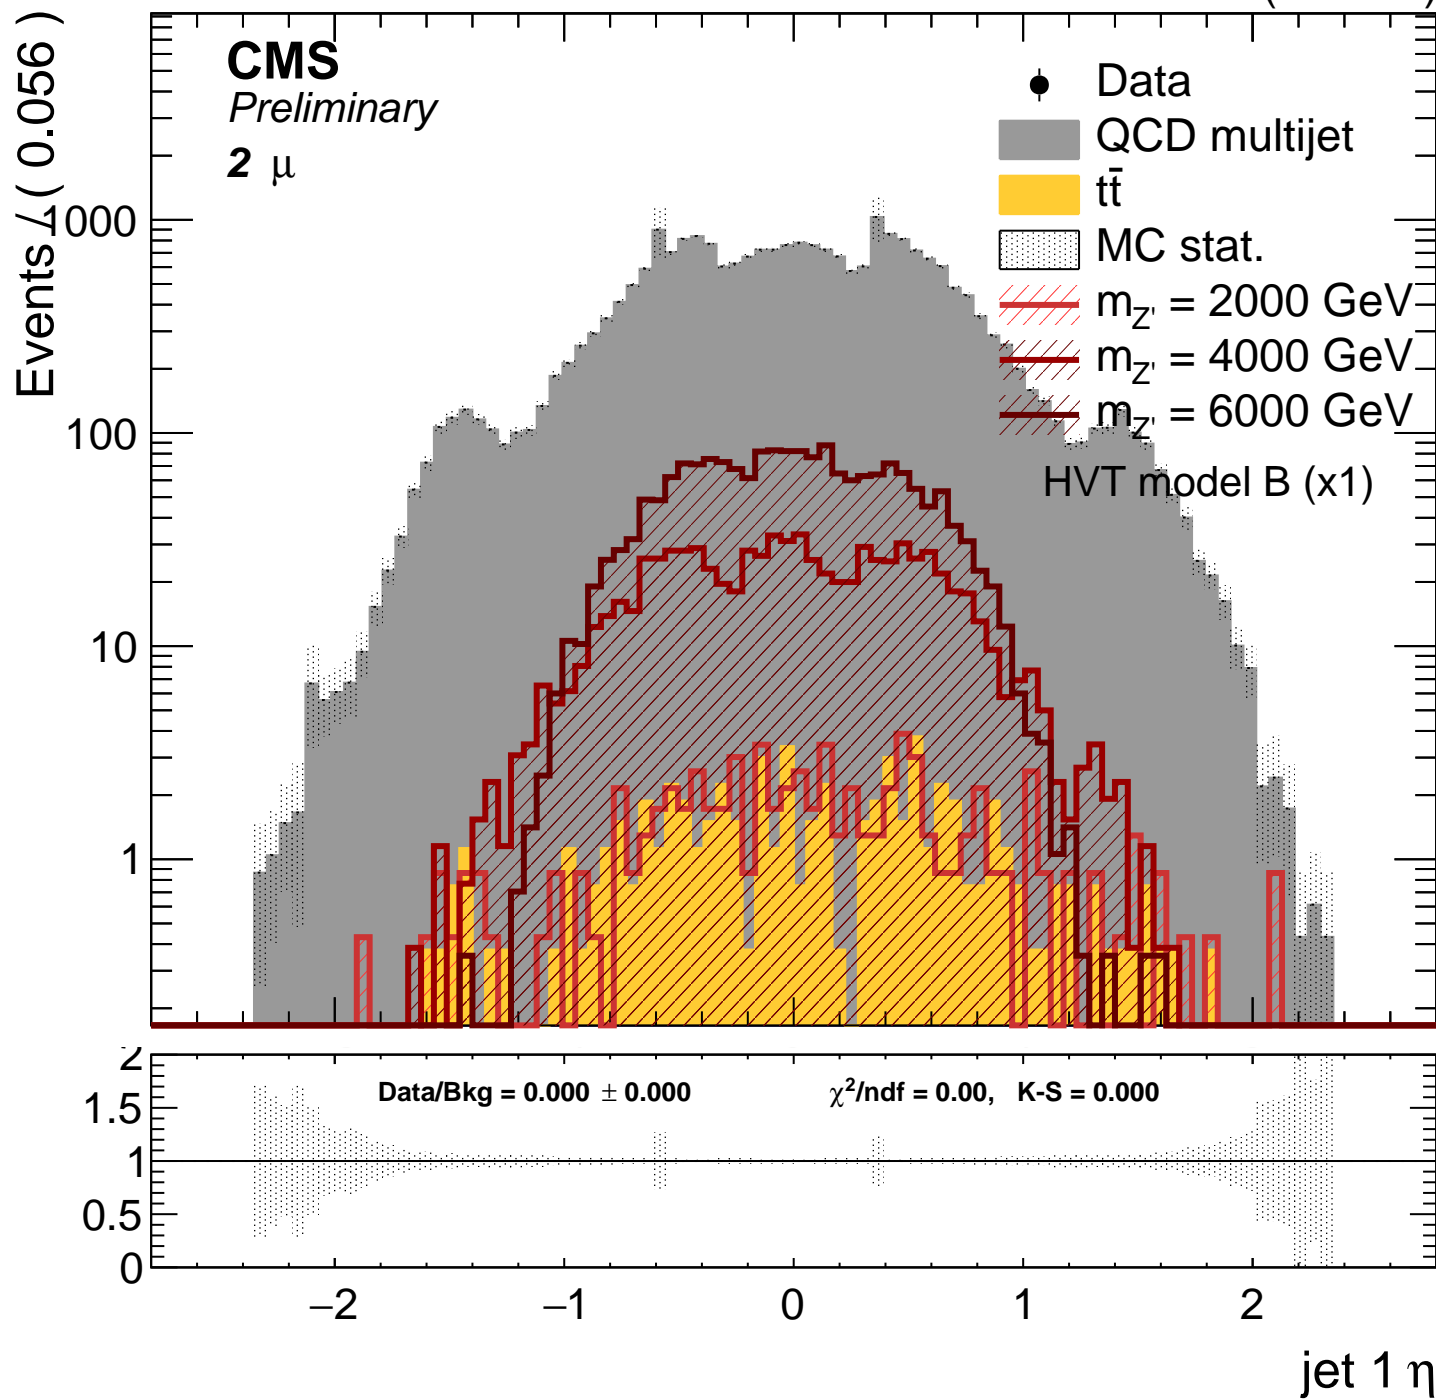 CMS
Preliminary
2 μ
Data
QCD multijet
tt̄
MC stat.
m_Z' = 2000 GeV
m_Z' = 4000 GeV
m_Z' = 6000 GeV
HVT model B (x1)
Events / ( 0.056 )
1000
100
10
1
Data/Bkg = 0.000 ± 0.000
χ²/ndf = 0.00, K-S = 0.000
2
1.5
1
0.5
0
−2 −1 0 1 2
jet 1 η